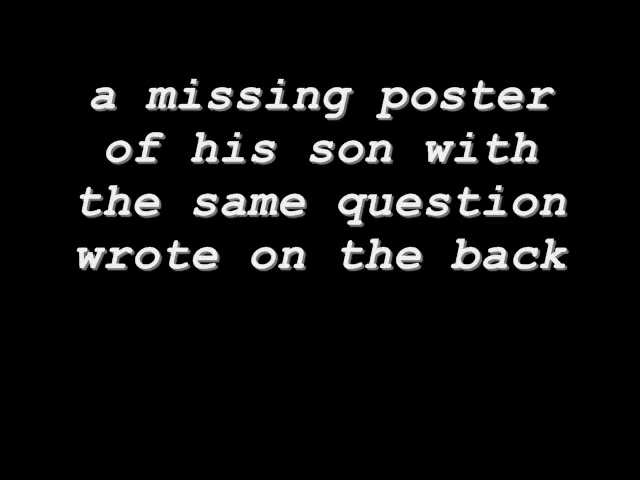 a missing poster
of his son with
the same question
wrote on the back